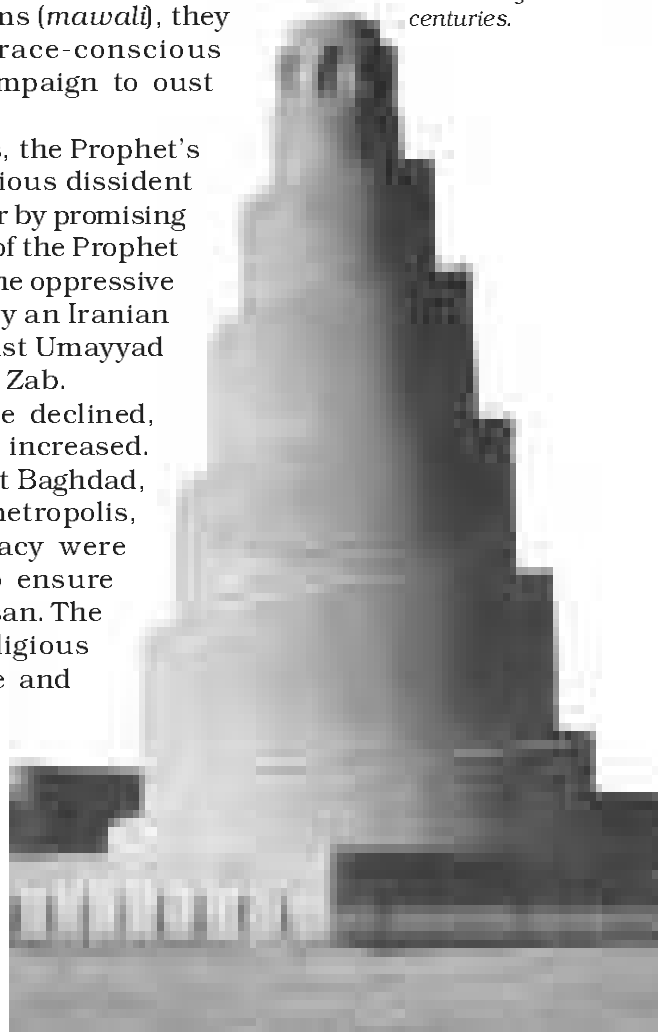 ns (mawali), they
race-conscious
mpaign to oust
, the Prophet's
ious dissident
r by promising
of the Prophet
he oppressive
y an Iranian
st Umayyad
Zab.
e declined,
increased.
t Baghdad,
metropolis,
acy were
o ensure
san. The
ligious
e and
centuries.